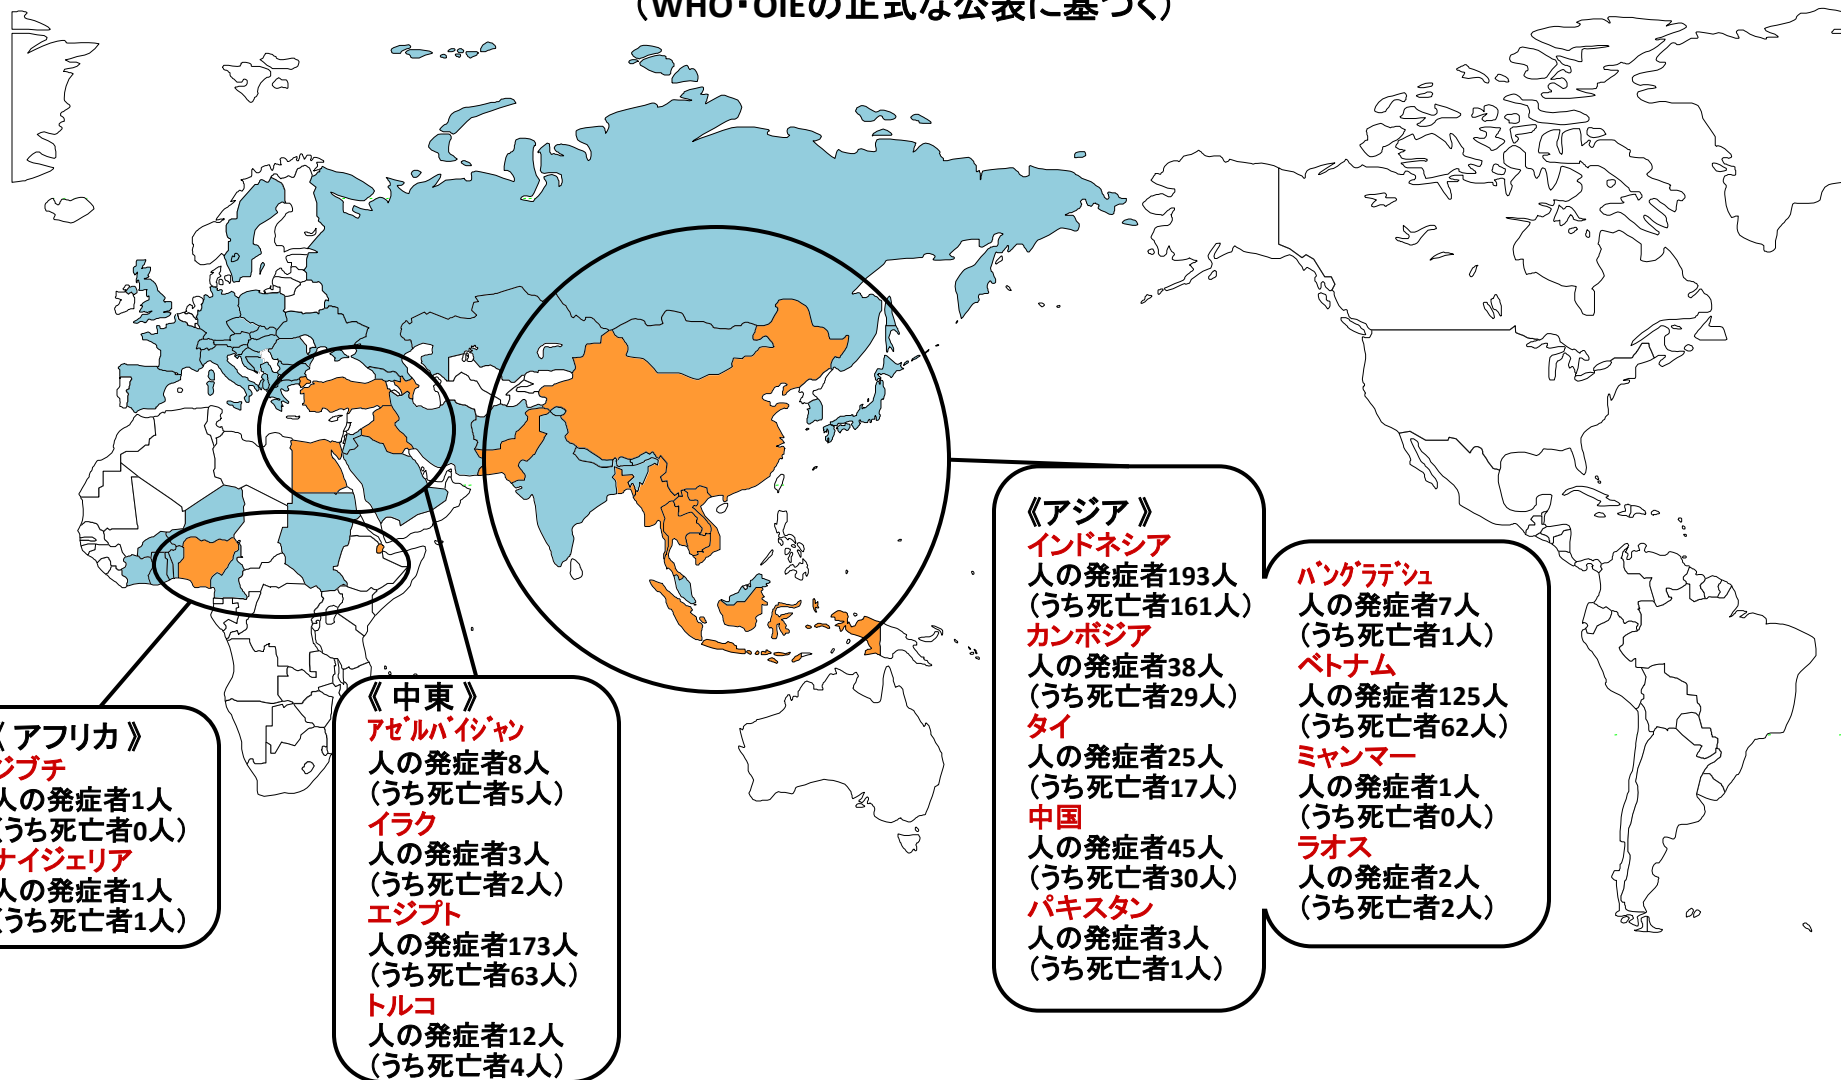 （WHO・OIEの正式な公表に基づく）
《アジア 》
インドネシア
人の発症者193人
（うち死亡者161人）
カンボジア
人の発症者38人
（うち死亡者29人）
タイ
人の発症者25人
（うち死亡者17人）
中国
人の発症者45人
（うち死亡者30人）
パキスタン
人の発症者3人
（うち死亡者1人）
ﾊﾞﾝｸﾞﾗﾃﾞｼｭ
人の発症者7人
（うち死亡者1人）
ベトナム
人の発症者125人
（うち死亡者62人）
ミャンマー
人の発症者1人
（うち死亡者0人）
ラオス
人の発症者2人
（うち死亡者2人）
《 中東 》
ｱｾﾞﾙﾊﾞｲｼﾞｬﾝ
人の発症者8人
（うち死亡者5人）
イラク
人の発症者3人
（うち死亡者2人）
エジプト
人の発症者173人
（うち死亡者63人）
トルコ
人の発症者12人
（うち死亡者4人）
《 アフリカ 》
ジブチ
人の発症者1人
（うち死亡者0人）
ナイジェリア
人の発症者1人
（うち死亡者1人）